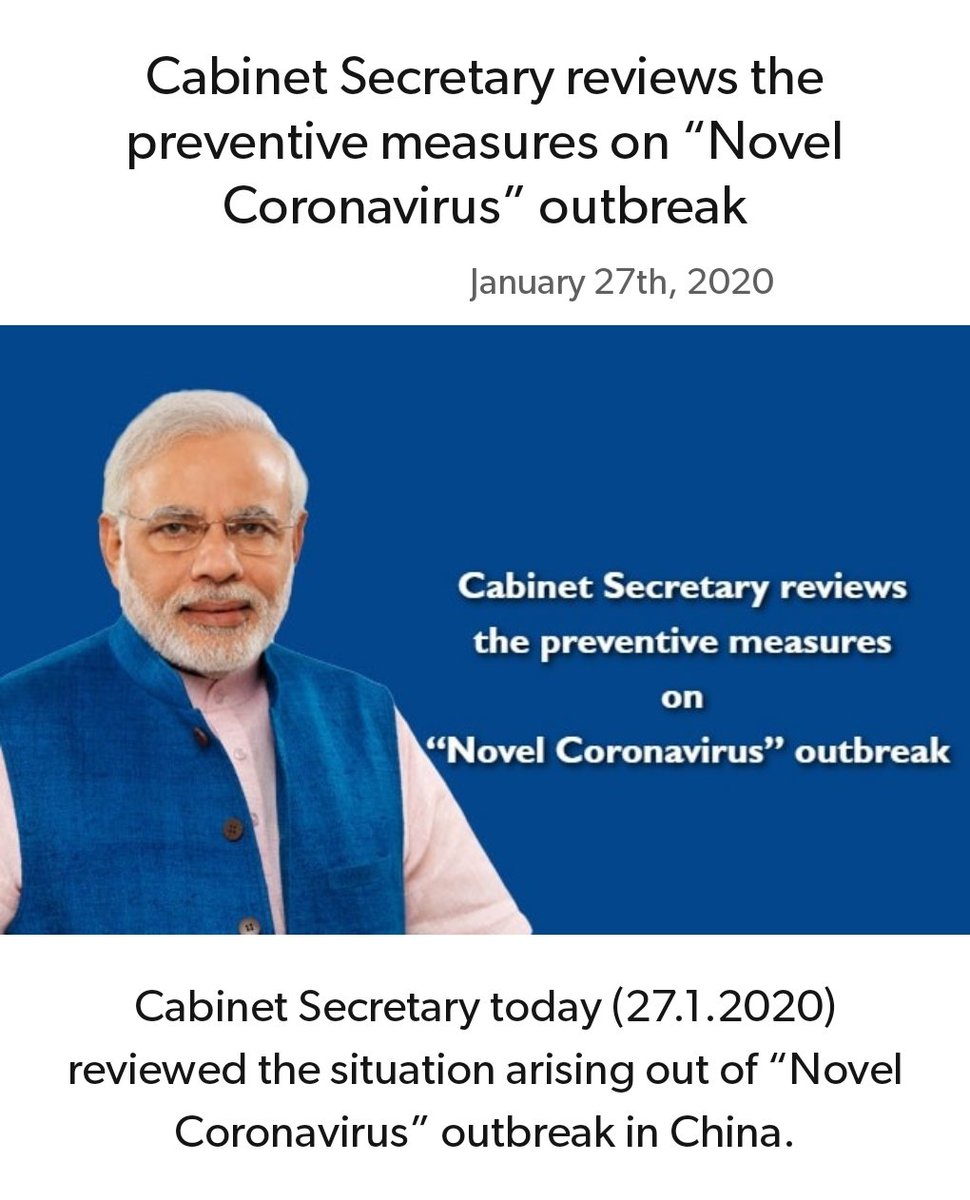 Cabinet Secretary reviews the
preventive measures on “Novel
Coronavirus” outbreak
January 27th, 2020
Cabinet Secretary reviews
the preventive measures
on
“Novel Coronavirus” outbreak
Cabinet Secretary today (27.1.2020)
reviewed the situation arising out of “Novel
Coronavirus” outbreak in China.